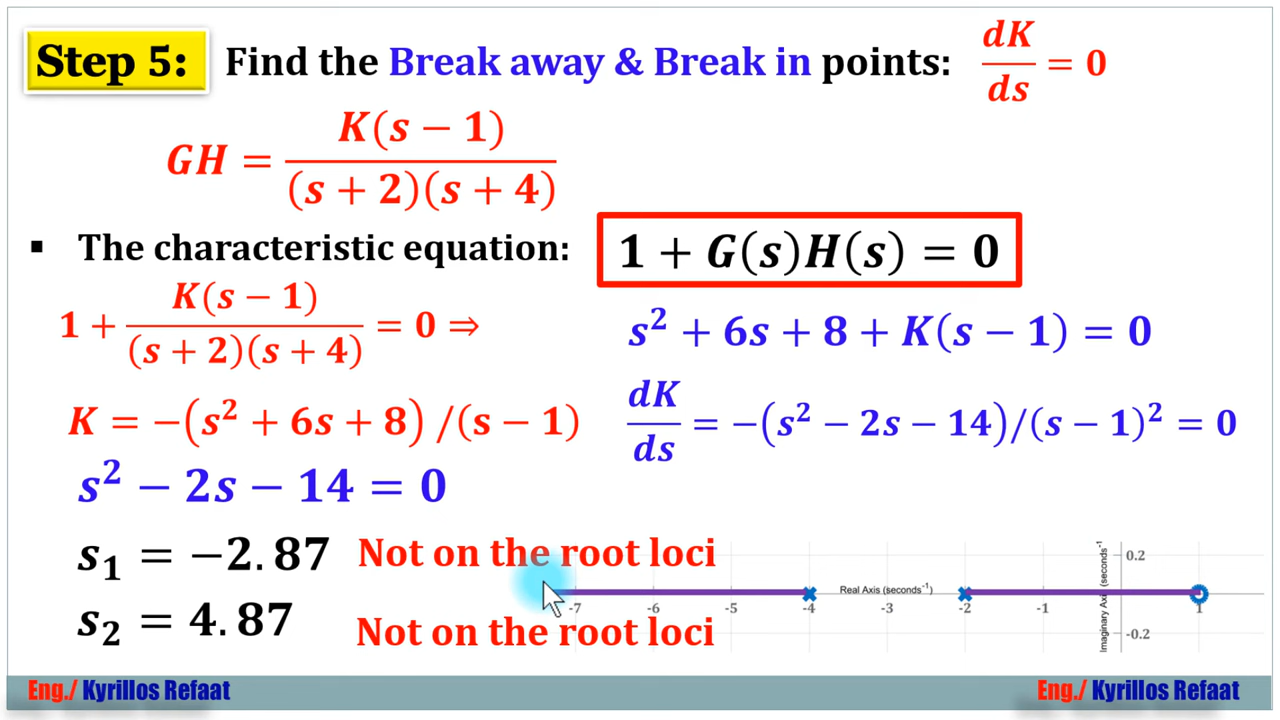 Step 5: Find the Break away & Break in points: dK/ds = 0
GH = K(s − 1) / (s + 2)(s + 4)
▪ The characteristic equation: 1 + G(s)H(s) = 0
1 + K(s − 1) / (s + 2)(s + 4) = 0 ⇒
s² + 6s + 8 + K(s − 1) = 0
K = −(s² + 6s + 8) /(s − 1)
dK/ds = −(s² − 2s − 14)/(s − 1)² = 0
s² − 2s − 14 = 0
s₁ = −2.87 Not on the root loci
s₂ = 4.87 Not on the root loci
Real Axis (seconds⁻¹)
-7 -6 -5 -4 -3 -2 -1 1
Imaginary Axis (seconds⁻¹)
0.2
-0.2
Eng./ Kyrillos Refaat
Eng./ Kyrillos Refaat